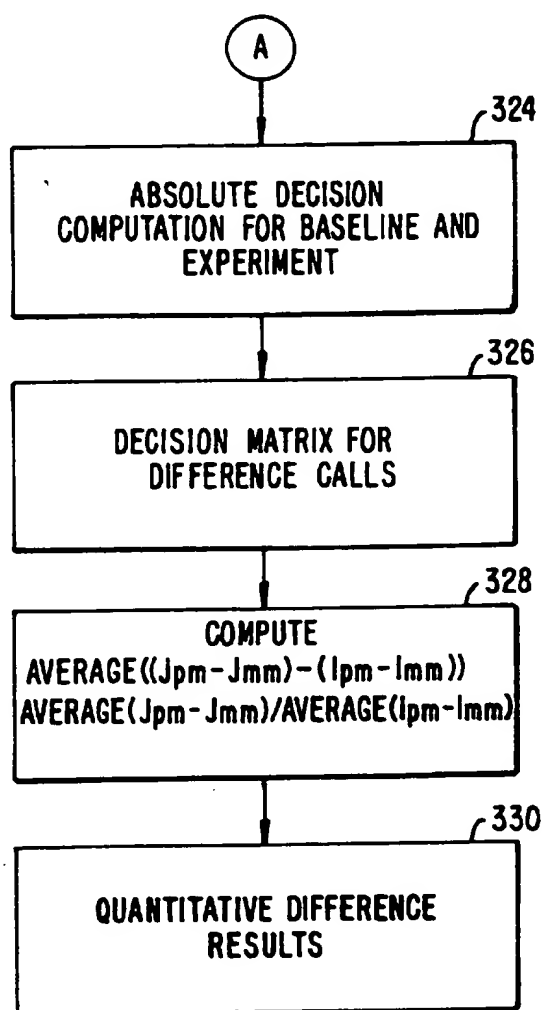 A
324
ABSOLUTE DECISION
COMPUTATION FOR BASELINE AND
EXPERIMENT
326
DECISION MATRIX FOR
DIFFERENCE CALLS
328
COMPUTE
AVERAGE((Jpm-Jmm)-(Ipm-Imm))
AVERAGE(Jpm-Jmm)/AVERAGE(Ipm-Imm)
330
QUANTITATIVE DIFFERENCE
RESULTS